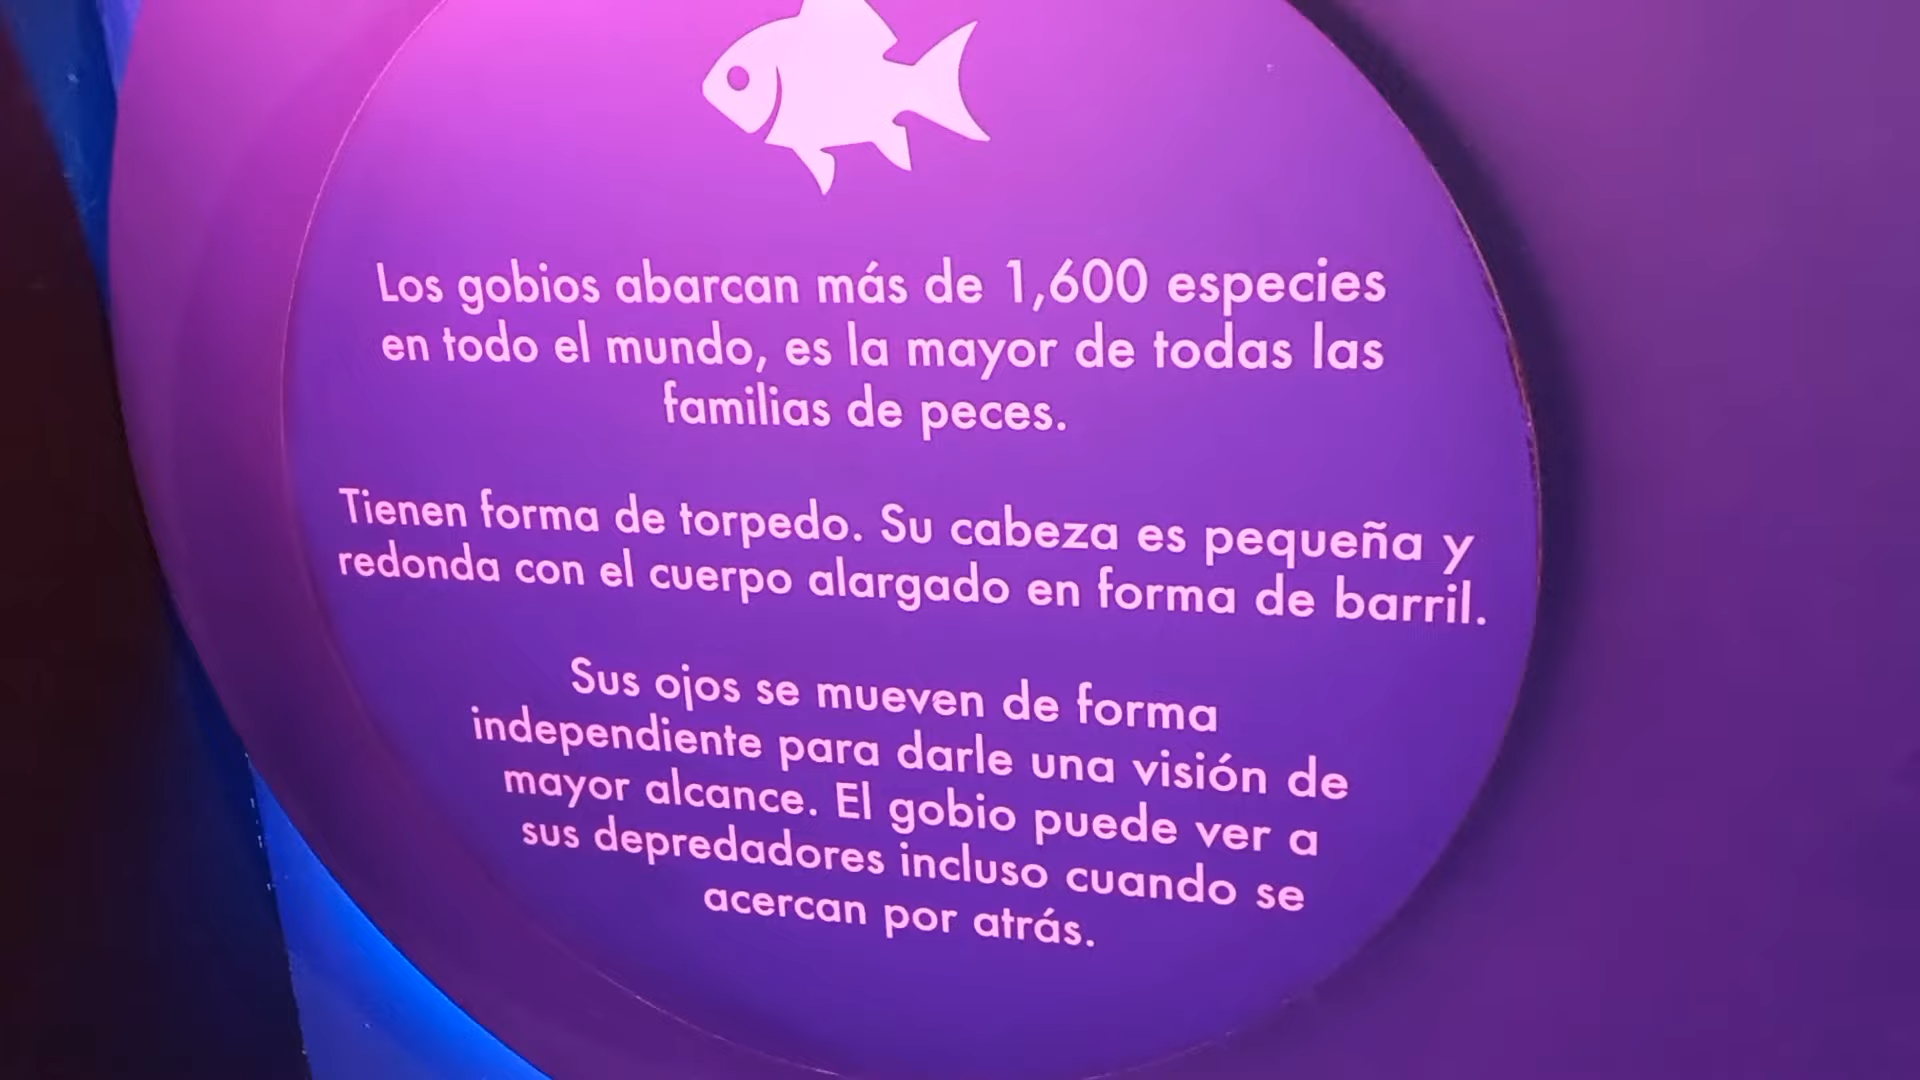 Los gobios abarcan más de 1,600 especies
en todo el mundo, es la mayor de todas las
familias de peces.
Tienen forma de torpedo. Su cabeza es pequeña y
redonda con el cuerpo alargado en forma de barril.
Sus ojos se mueven de forma
independiente para darle una visión de
mayor alcance. El gobio puede ver a
sus depredadores incluso cuando se
acercan por atrás.